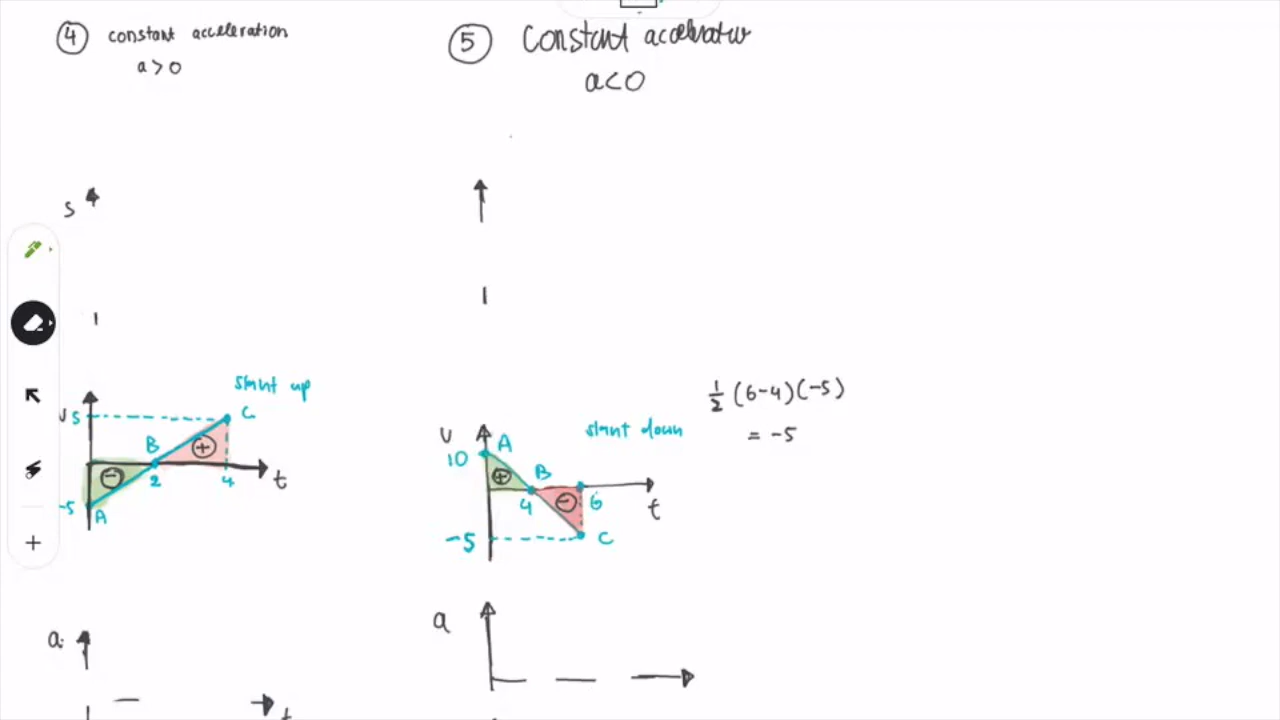 4 constant acceleration
a > 0
5 Constant acceleration
a < 0
S
slant up
V 5
C
B
+
-
2
4
t
-5
A
1/2 (6-4)(-5)
= -5
slant down
V
A
10
+
B
-
4
6
t
-5
C
a
a
t